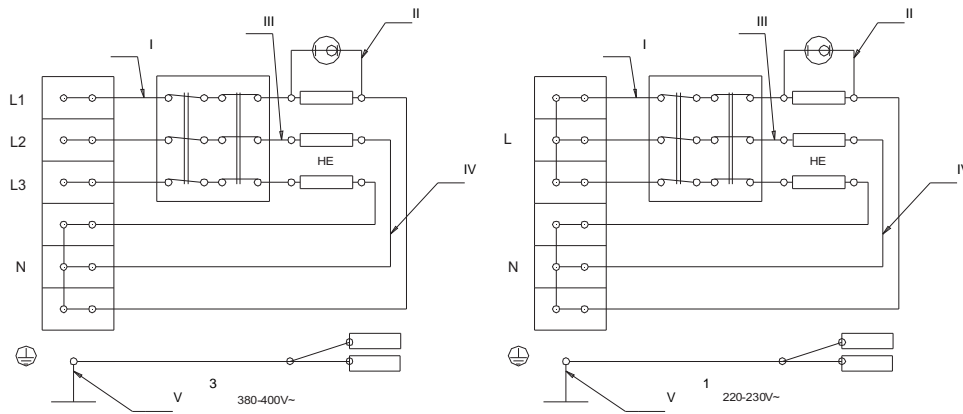 I
III
II
L1
L2
L3
HE
IV
N
V
3
380-400V~
I
III
II
L
HE
IV
N
V
1
220-230V~